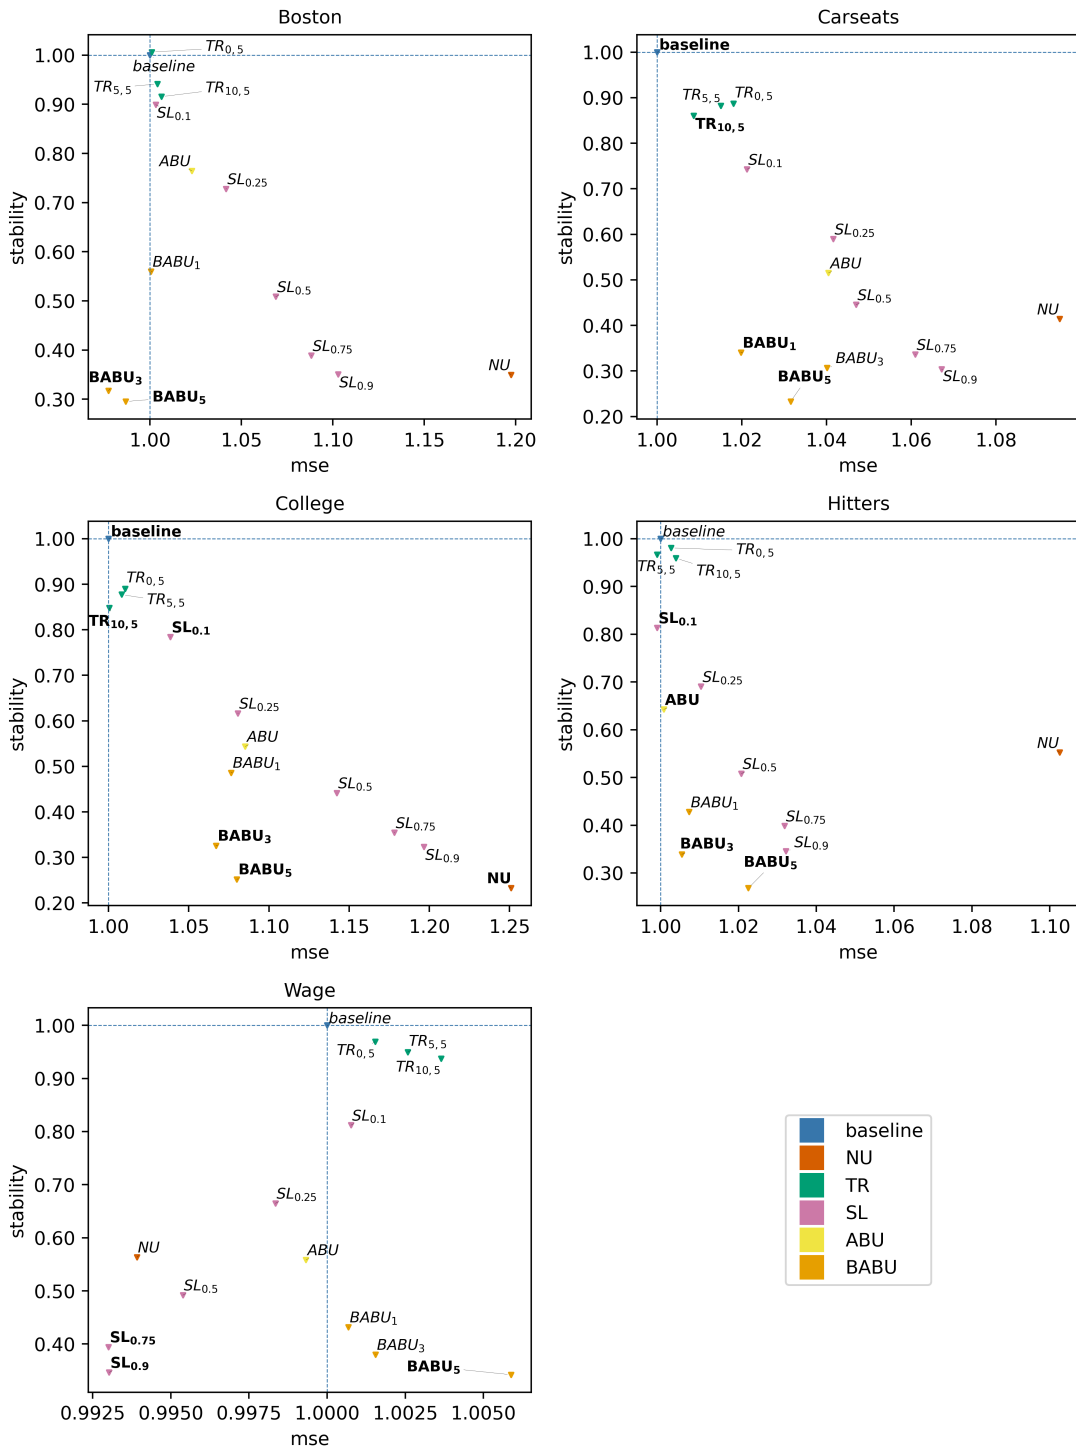 Boston
stability
1.00
0.90
0.80
0.70
0.60
0.50
0.40
0.30
TR0,5
baseline
TR5,5
TR10,5
SL0.1
ABU
SL0.25
BABU1
SL0.5
SL0.75
NU
BABU3
SL0.9
BABU5
1.00 1.05 1.10 1.15 1.20
mse
Carseats
stability
1.00
0.90
0.80
0.70
0.60
0.50
0.40
0.30
0.20
baseline
TR5,5
TR0,5
TR10,5
SL0.1
SL0.25
ABU
SL0.5
NU
BABU1
SL0.75
BABU3
BABU5
SL0.9
1.00 1.02 1.04 1.06 1.08
mse
College
stability
1.00
0.90
0.80
0.70
0.60
0.50
0.40
0.30
0.20
baseline
TR0,5
TR5,5
TR10,5
SL0.1
SL0.25
ABU
BABU1
SL0.5
SL0.75
BABU3
SL0.9
BABU5
NU
1.00 1.05 1.10 1.15 1.20 1.25
mse
Hitters
stability
1.00
0.90
0.80
0.70
0.60
0.50
0.40
0.30
baseline
TR0,5
TR5,5
TR10,5
SL0.1
SL0.25
ABU
NU
SL0.5
BABU1
SL0.75
BABU3
SL0.9
BABU5
1.00 1.02 1.04 1.06 1.08 1.10
mse
Wage
stability
1.00
0.90
0.80
0.70
0.60
0.50
0.40
baseline
TR0,5
TR5,5
TR10,5
SL0.1
SL0.25
NU
ABU
SL0.5
BABU1
SL0.75
BABU3
SL0.9
BABU5
0.9925 0.9950 0.9975 1.0000 1.0025 1.0050
mse
baseline
NU
TR
SL
ABU
BABU